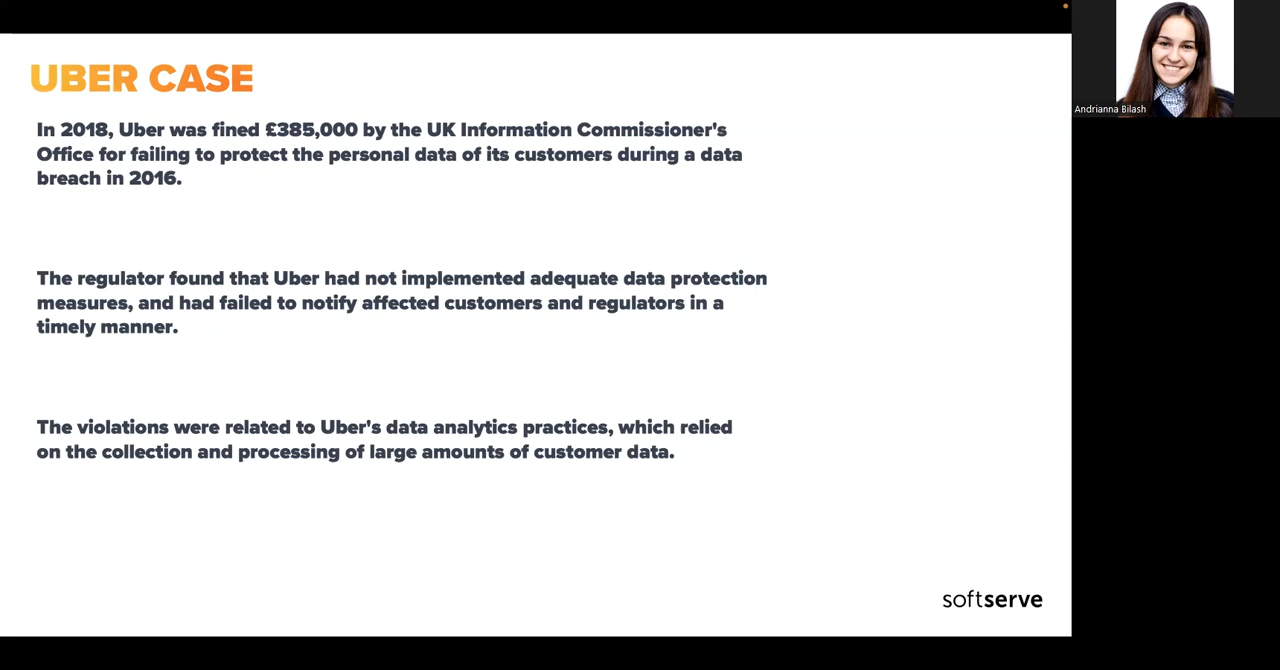 UBER CASE
In 2018, Uber was fined £385,000 by the UK Information Commissioner's
Office for failing to protect the personal data of its customers during a data
breach in 2016.
The regulator found that Uber had not implemented adequate data protection
measures, and had failed to notify affected customers and regulators in a
timely manner.
The violations were related to Uber's data analytics practices, which relied
on the collection and processing of large amounts of customer data.
softserve
Andrianna Bilash